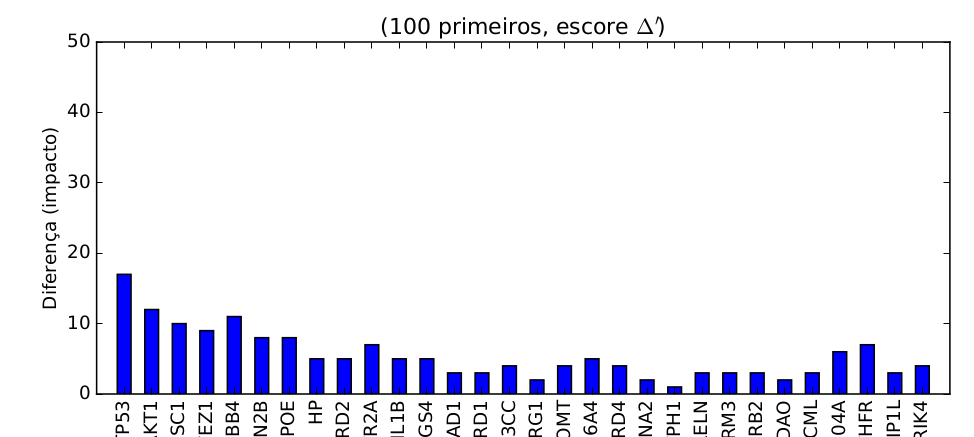 (100 primeiros, escore Δ′)
50
40
30
20
10
0
Diferença (impacto)
TP53
KT1
SC1
EZ1
BB4
N2B
POE
HP
RD2
R2A
IL1B
GS4
AD1
RD1
3CC
RG1
OMT
6A4
RD4
NA2
PH1
ELN
RM3
RB2
DAO
CML
04A
HFR
IP1L
RIK4